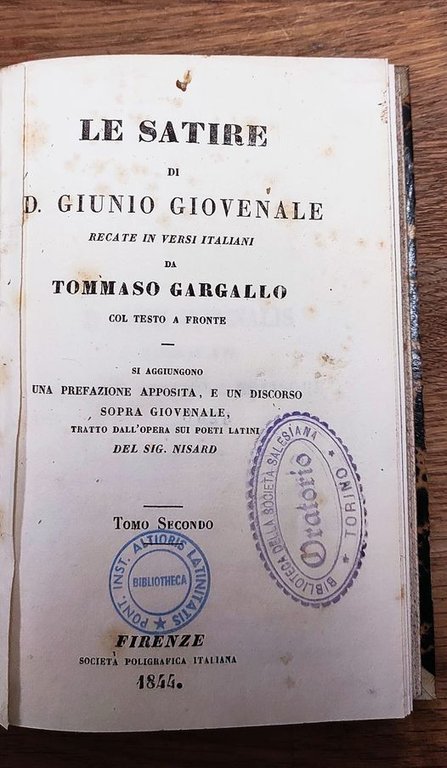 LE SATIRE
DI
D. GIUNIO GIOVENALE
RECATE IN VERSI ITALIANI
DA
TOMMASO GARGALLO
COL TESTO A FRONTE
SI AGGIUNGONO
UNA PREFAZIONE APPOSITA, E UN DISCORSO
SOPRA GIOVENALE,
TRATTO DALL'OPERA SUI POETI LATINI
DEL SIG. NISARD
BIBLIOTECA DELLA SOCIETÀ SALESIANA
Oratorio
TORINO
TOMO SECONDO
PONT. INST. ALTIORIS LATINITATIS
BIBLIOTHECA
FIRENZE
SOCIETÀ POLIGRAFICA ITALIANA
1844.